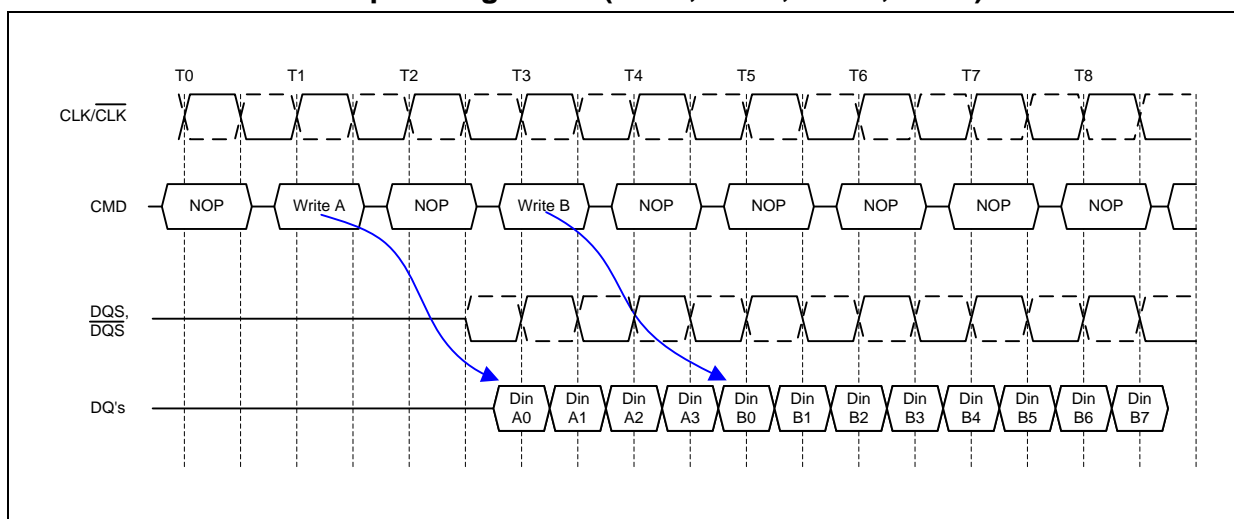 T0 T1 T2 T3 T4 T5 T6 T7 T8
CLK/CLK
CMD NOP Write A NOP Write B NOP NOP NOP NOP NOP
DQS,
DQS
DQ's Din Din Din Din Din Din Din Din Din Din Din Din
A0 A1 A2 A3 B0 B1 B2 B3 B4 B5 B6 B7